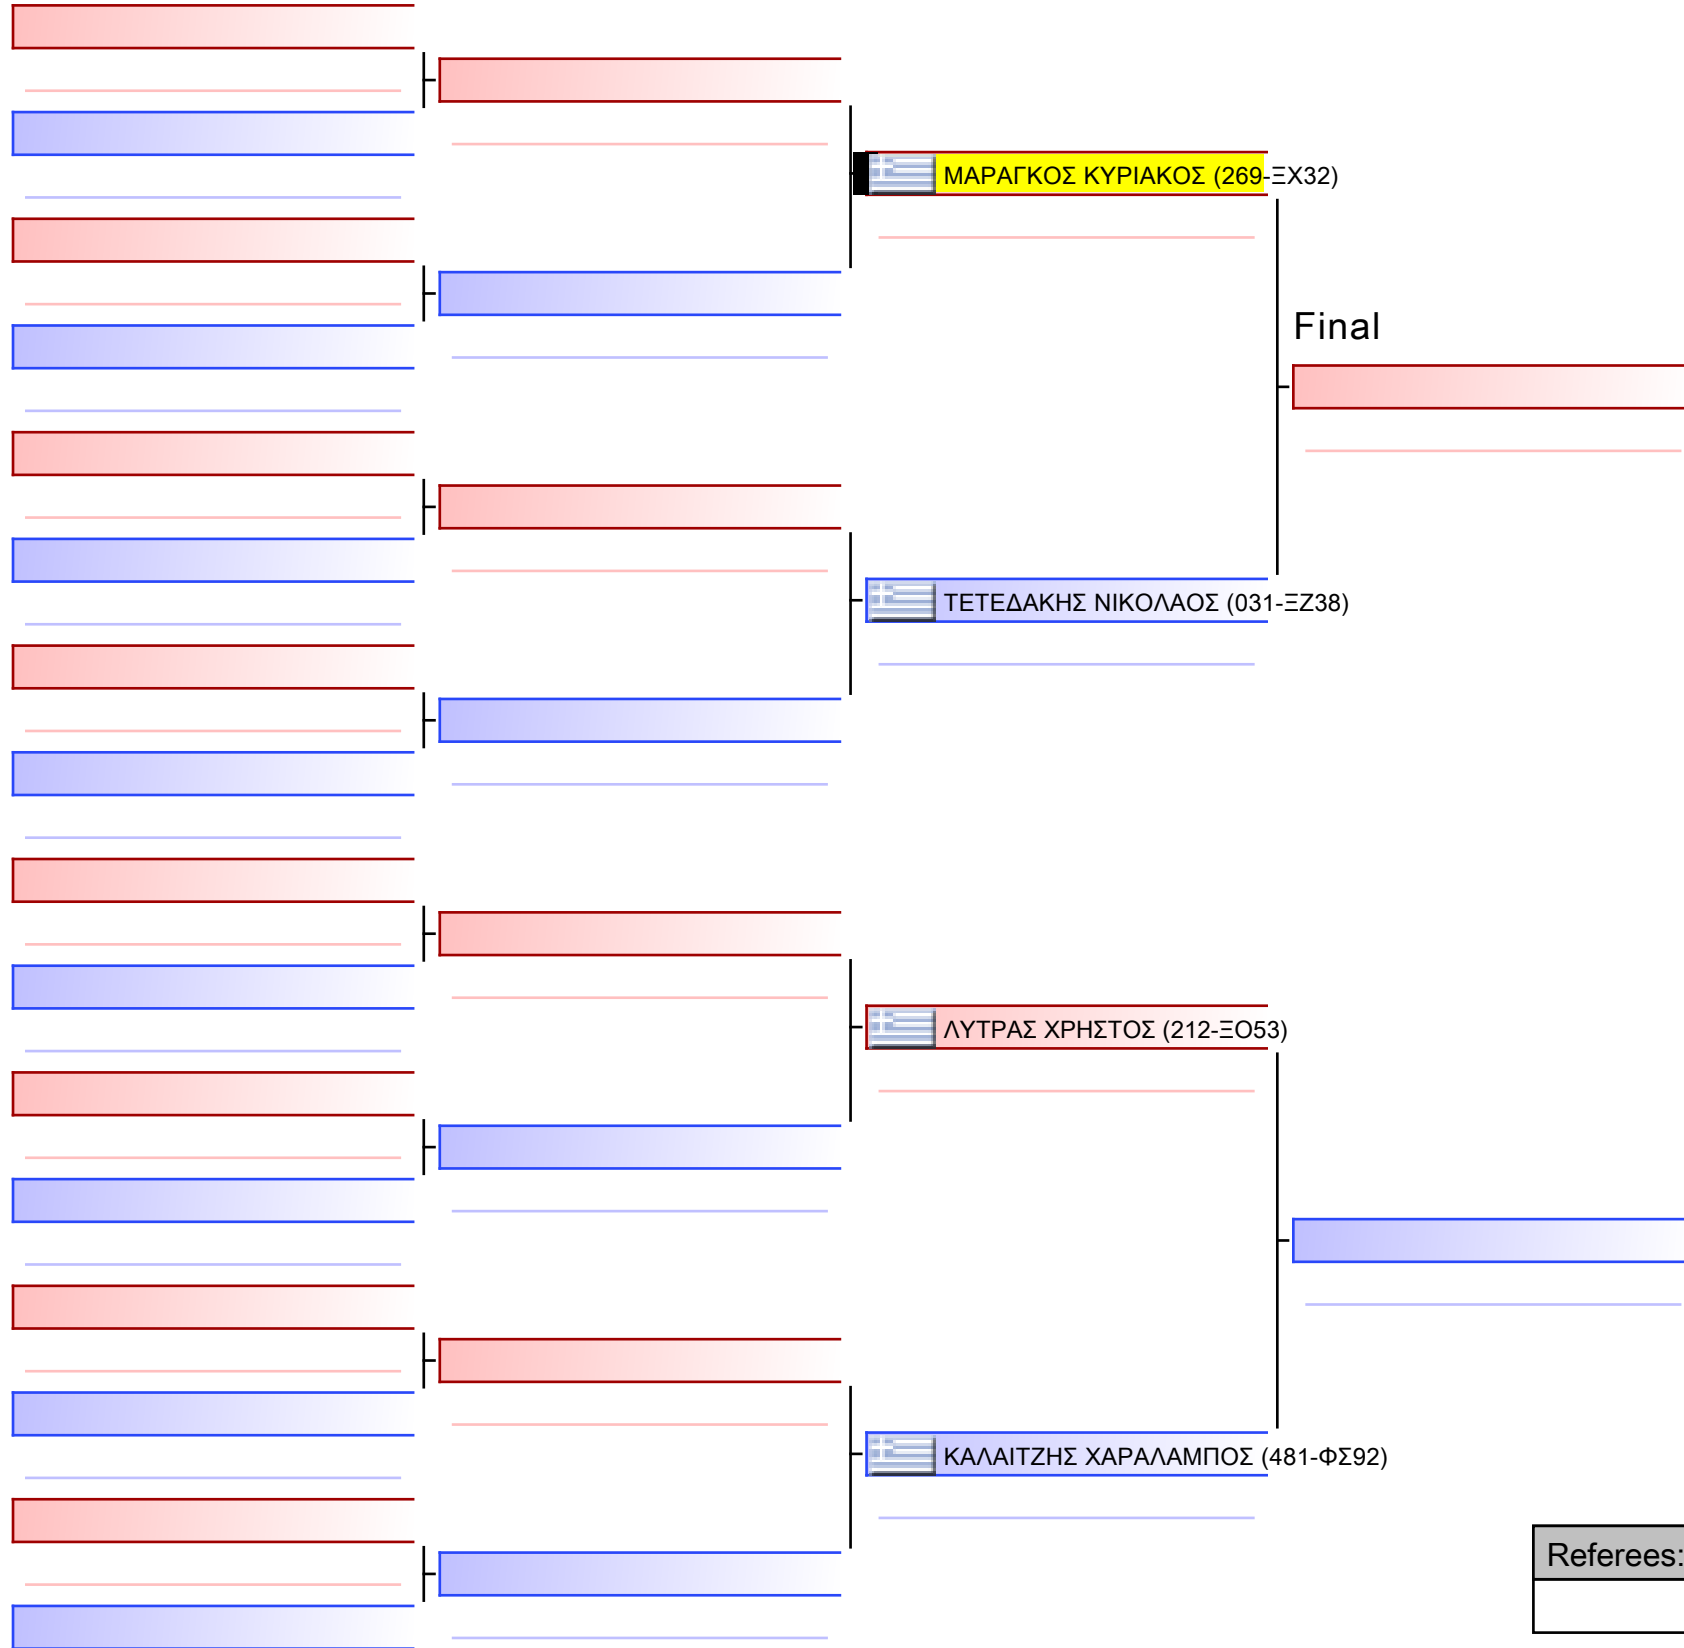 ΜΑΡΑΓΚΟΣ ΚΥΡΙΑΚΟΣ (269-ΞΧ32)
Final
ΤΕΤΕΔΑΚΗΣ ΝΙΚΟΛΑΟΣ (031-ΞΖ38)
ΛΥΤΡΑΣ ΧΡΗΣΤΟΣ (212-ΞΟ53)
ΚΑΛΑΙΤΖΗΣ ΧΑΡΑΛΑΜΠΟΣ (481-ΦΣ92)
Referees: